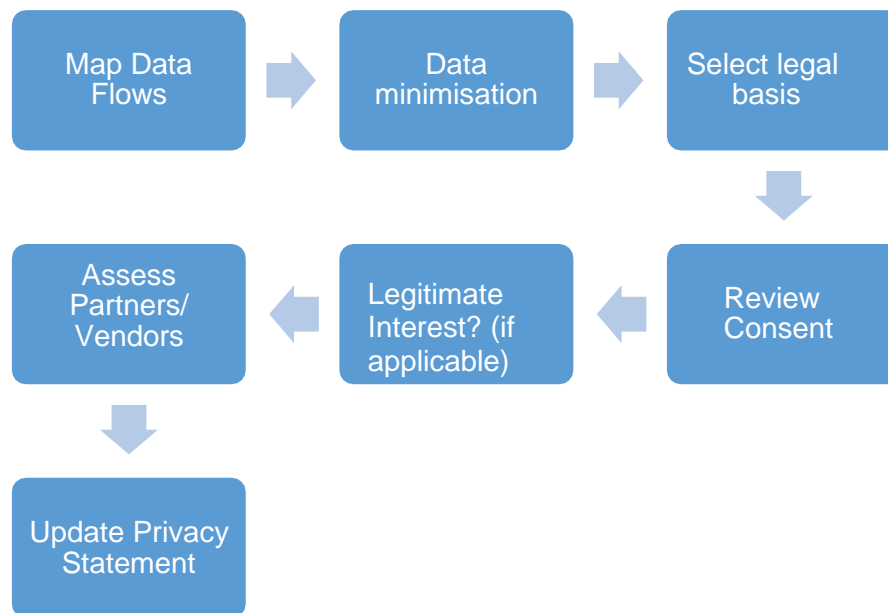 Map Data
Flows
Data
minimisation
Select legal
basis
Review
Consent
Legitimate
Interest? (if
applicable)
Assess
Partners/
Vendors
Update Privacy
Statement